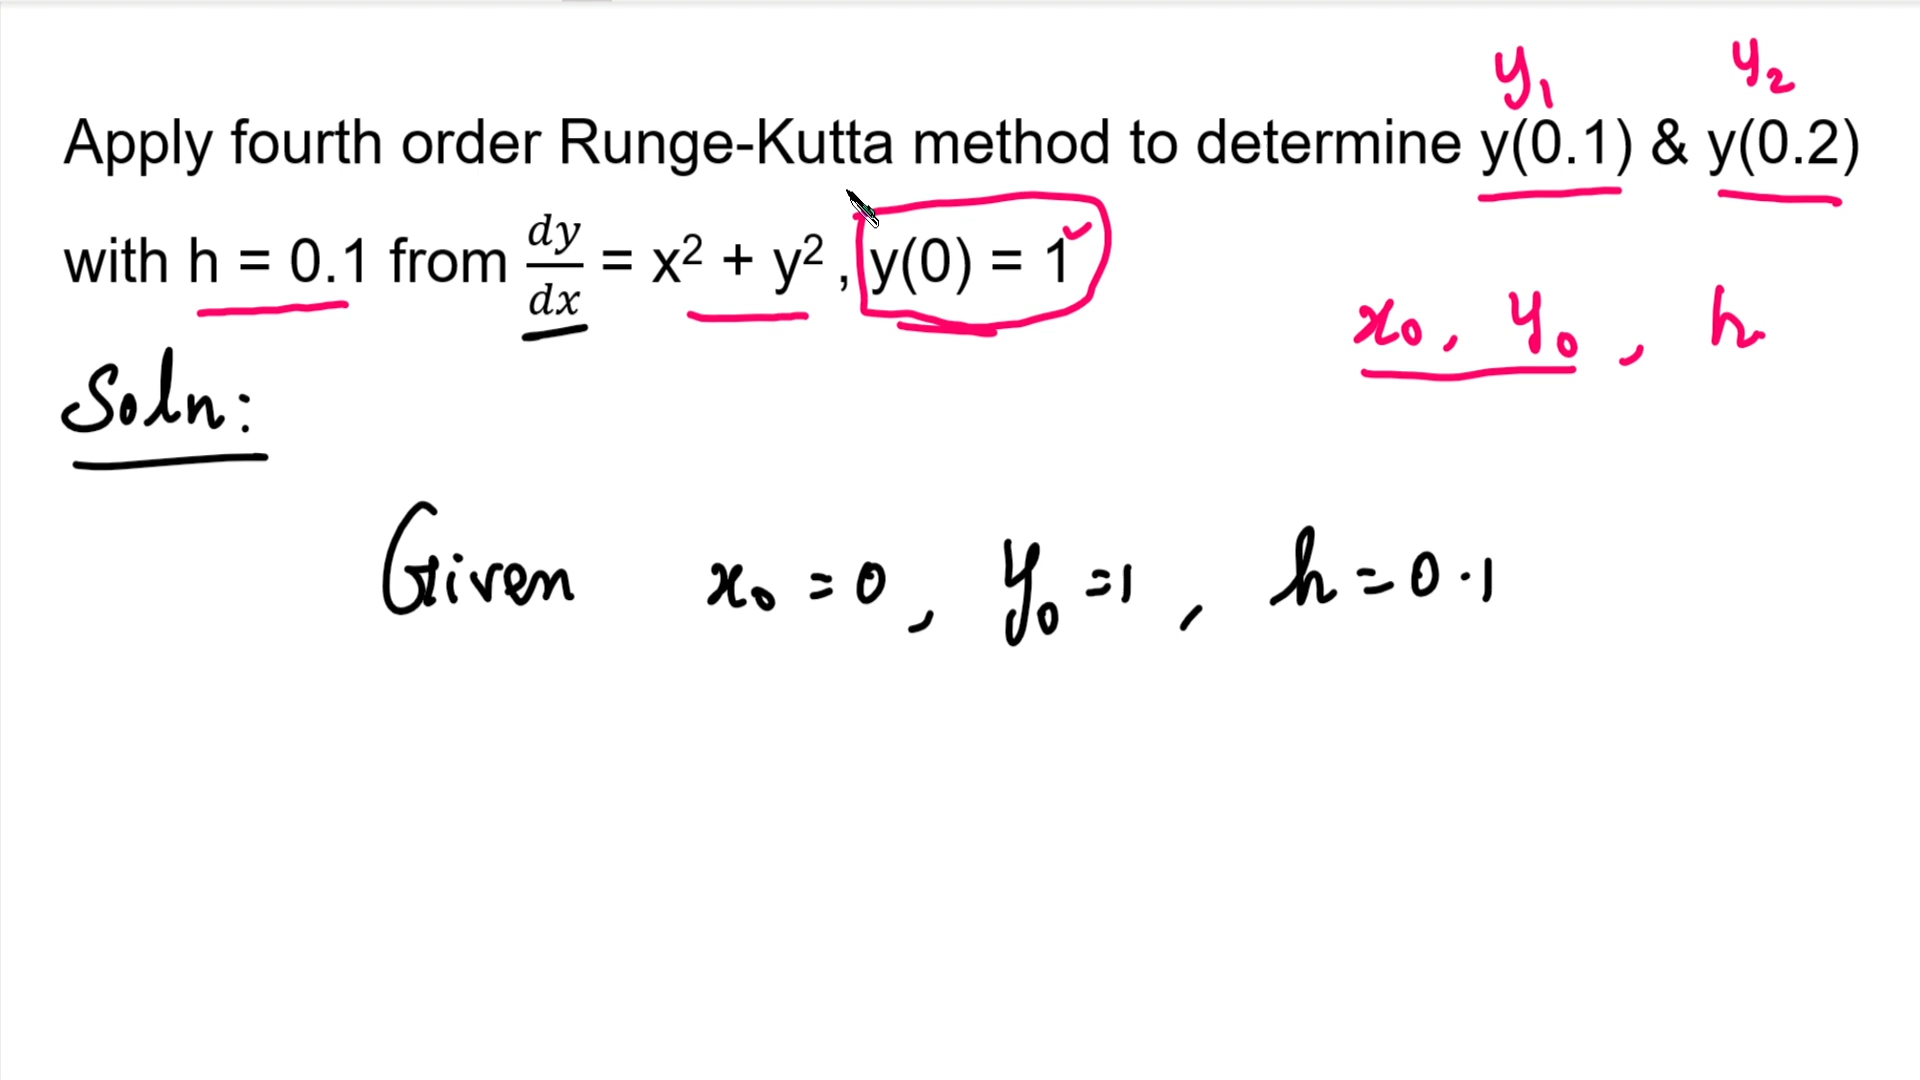 y₁ y₂
Apply fourth order Runge-Kutta method to determine y(0.1) & y(0.2)
with h = 0.1 from dy/dx = x² + y² , y(0) = 1
x₀, y₀, h
Soln:
Given x₀ = 0, y₀ = 1, h = 0.1